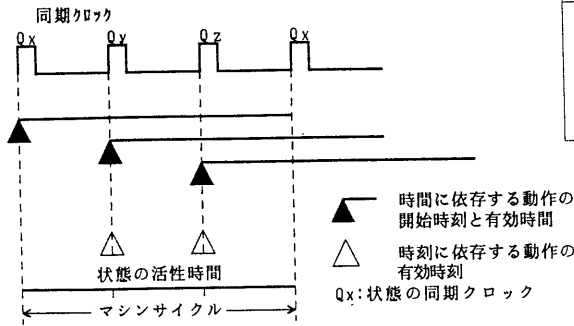 同期クロック
Qx Qy Qz Qx
時間に依存する動作の
開始時刻と有効時間
時刻に依存する動作の
有効時刻
状態の活性時間
Qx:状態の同期クロック
マシンサイクル